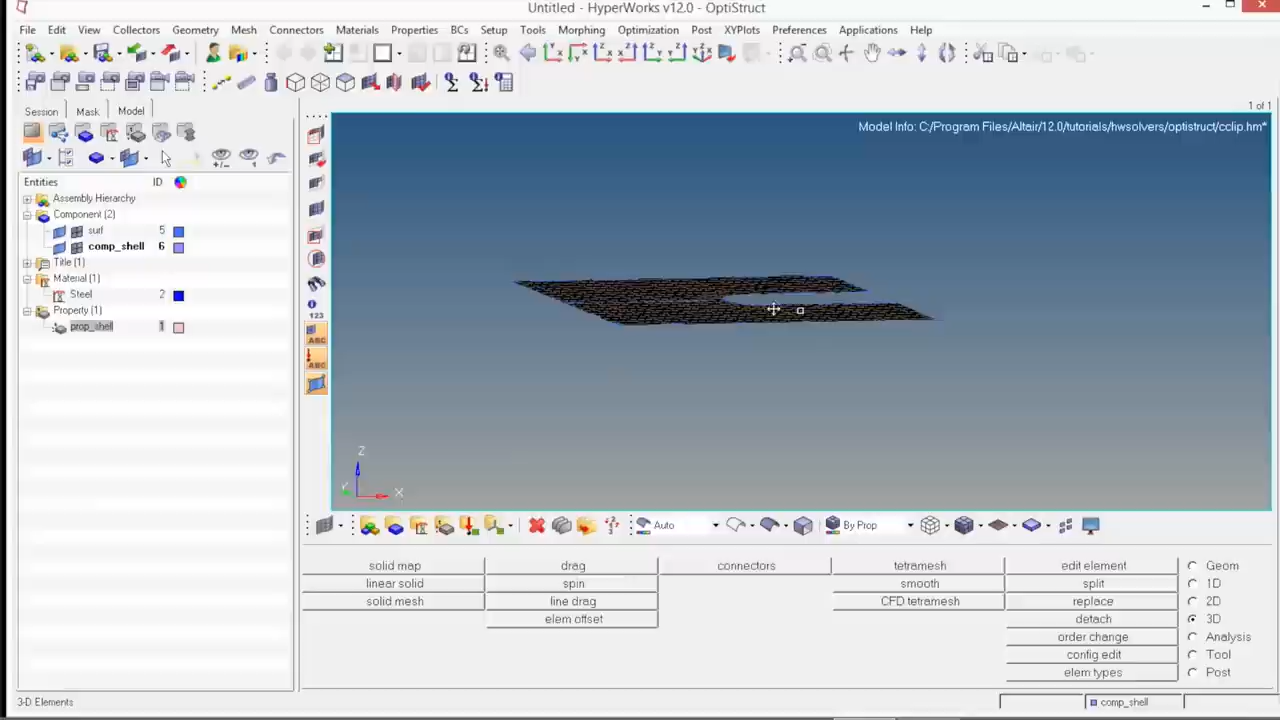 Untitled - HyperWorks v12.0 - OptiStruct
File Edit View Collectors Geometry Mesh Connectors Materials Properties BCs Setup Tools Morphing Optimization Post XYPlots Preferences Applications Help
Session Mask Model
1 of 1
Model Info: C:/Program Files/Altair/12.0/tutorials/hwsolvers/optistruct/cclip.hm*
Entities ID
Assembly Hierarchy
Component (2)
surf 5
comp_shell 6
Title (1)
Material (1)
Steel 2
Property (1)
prop_shell 1
123
ABC
ABC
Z
Y X
Auto By Prop
solid map drag connectors tetramesh edit element Geom
linear solid spin smooth split 1D
solid mesh line drag CFD tetramesh replace 2D
elem offset detach 3D
order change Analysis
config edit Tool
elem types Post
3-D Elements comp_shell